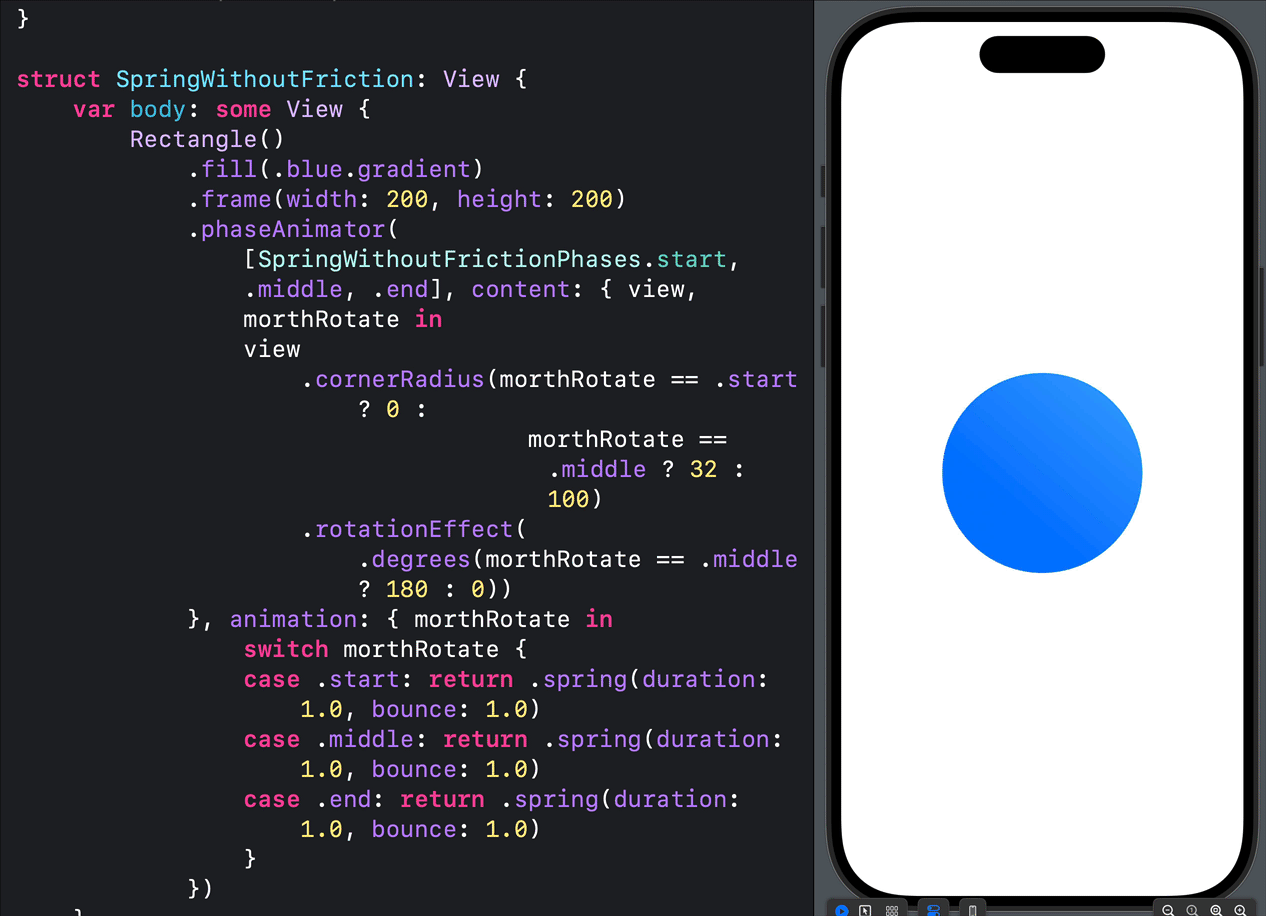 }
struct SpringWithoutFriction: View {
var body: some View {
Rectangle()
.fill(.blue.gradient)
.frame(width: 200, height: 200)
.phaseAnimator(
[SpringWithoutFrictionPhases.start,
.middle, .end], content: { view,
morthRotate in
view
.cornerRadius(morthRotate == .start
? 0 :
morthRotate ==
.middle ? 32 :
100)
.rotationEffect(
.degrees(morthRotate == .middle
? 180 : 0))
}, animation: { morthRotate in
switch morthRotate {
case .start: return .spring(duration:
1.0, bounce: 1.0)
case .middle: return .spring(duration:
1.0, bounce: 1.0)
case .end: return .spring(duration:
1.0, bounce: 1.0)
}
})